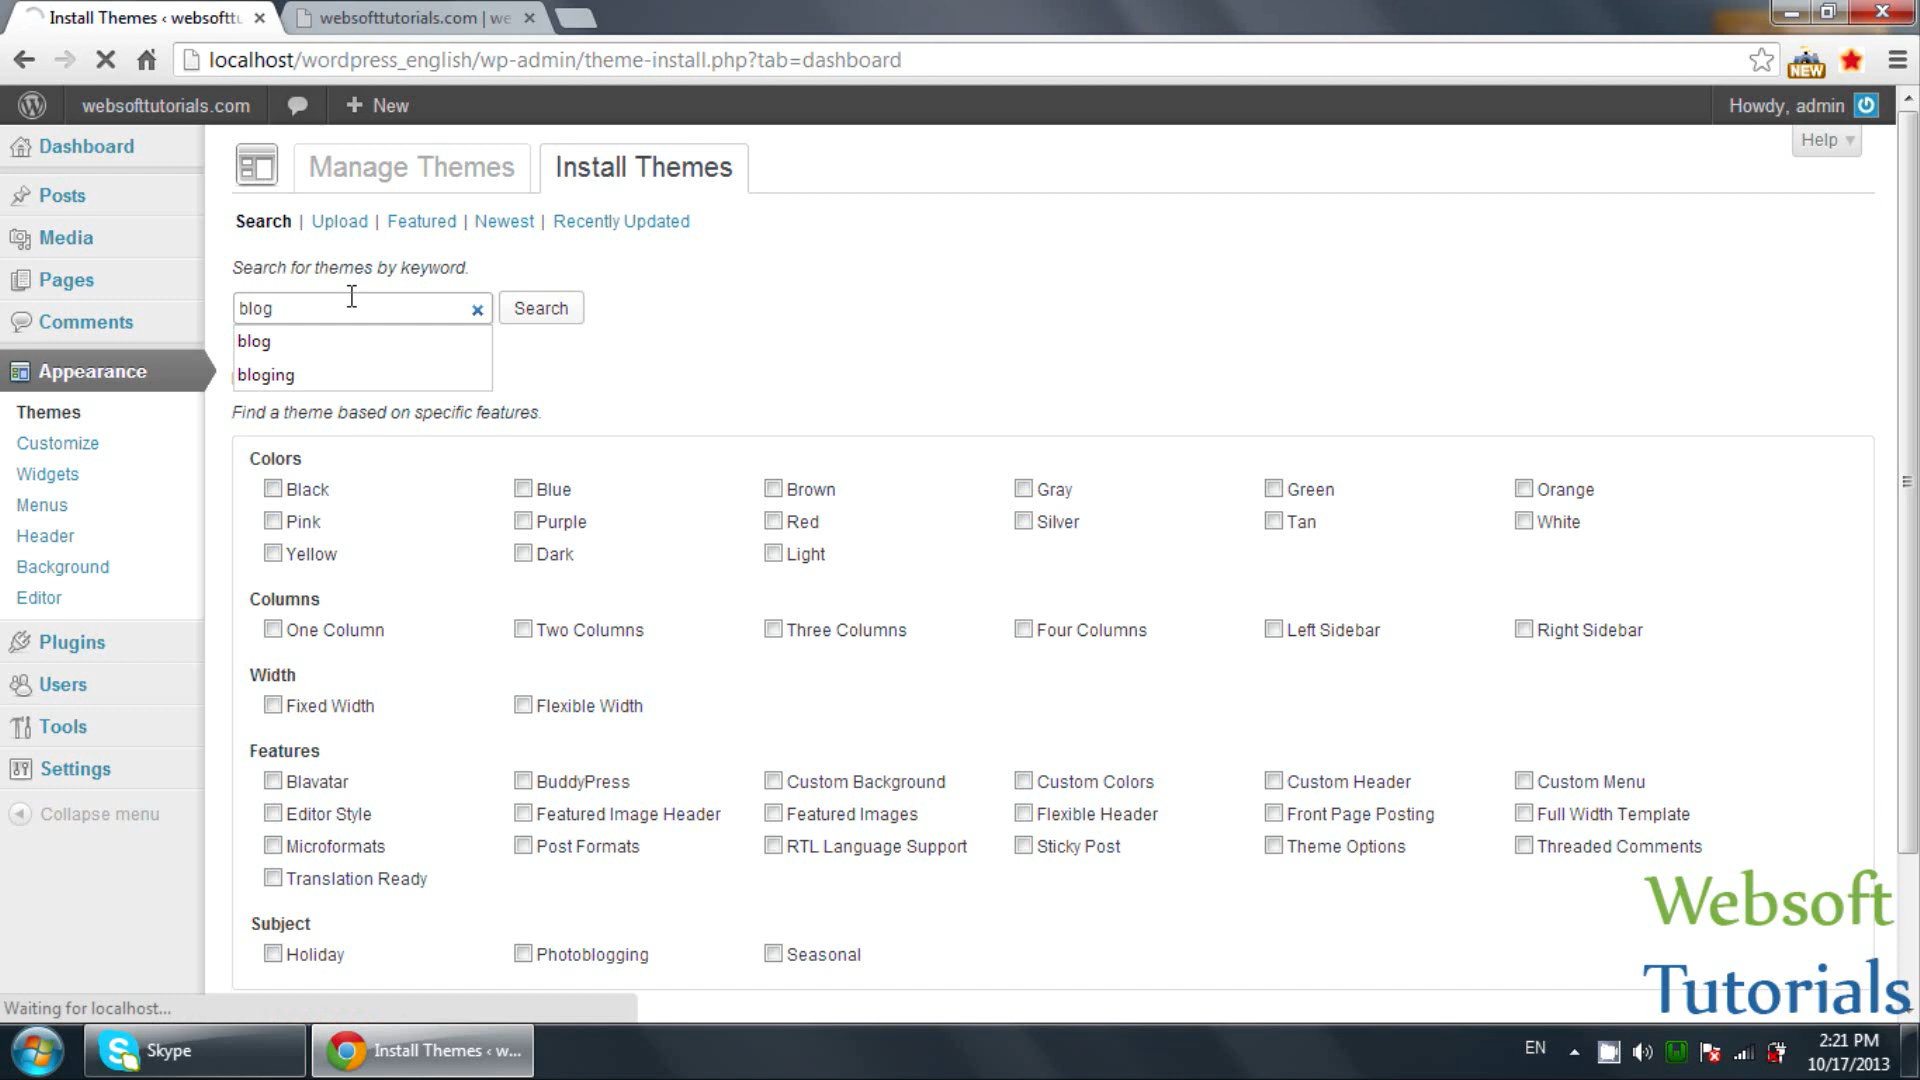 Install Themes ‹ websofttu
websofttutorials.com | we
localhost/wordpress_english/wp-admin/theme-install.php?tab=dashboard
NEW
websofttutorials.com
+ New
Howdy, admin
Help
Dashboard
Posts
Media
Pages
Comments
Appearance
Themes
Customize
Widgets
Menus
Header
Background
Editor
Plugins
Users
Tools
Settings
Collapse menu
Manage Themes
Install Themes
Search | Upload | Featured | Newest | Recently Updated
Search for themes by keyword.
blog
Search
blog
bloging
Find a theme based on specific features.
Colors
Black Blue Brown Gray Green Orange
Pink Purple Red Silver Tan White
Yellow Dark Light
Columns
One Column Two Columns Three Columns Four Columns Left Sidebar Right Sidebar
Width
Fixed Width Flexible Width
Features
Blavatar BuddyPress Custom Background Custom Colors Custom Header Custom Menu
Editor Style Featured Image Header Featured Images Flexible Header Front Page Posting Full Width Template
Microformats Post Formats RTL Language Support Sticky Post Theme Options Threaded Comments
Translation Ready
Subject
Holiday Photoblogging Seasonal
Websoft
Tutorials
Waiting for localhost...
Skype
Install Themes ‹ w...
EN
2:21 PM
10/17/2013